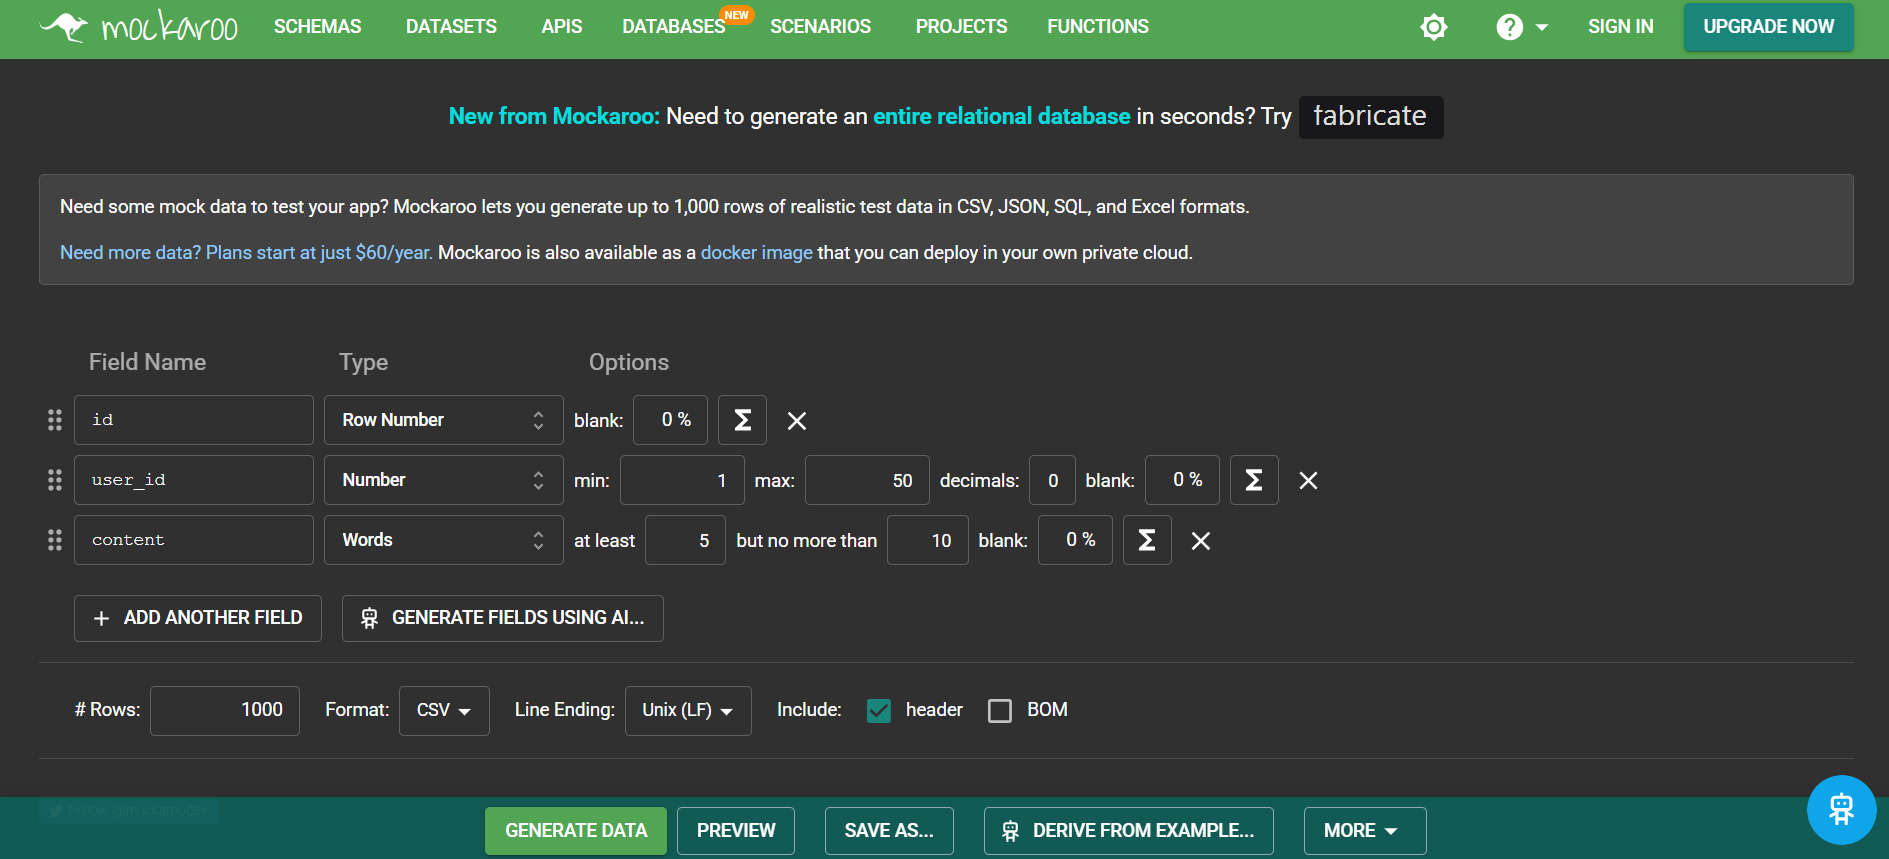 mockaroo SCHEMAS DATASETS APIS DATABASES NEW SCENARIOS PROJECTS FUNCTIONS ? SIGN IN UPGRADE NOW
New from Mockaroo: Need to generate an entire relational database in seconds? Try fabricate
Need some mock data to test your app? Mockaroo lets you generate up to 1,000 rows of realistic test data in CSV, JSON, SQL, and Excel formats.
Need more data? Plans start at just $60/year. Mockaroo is also available as a docker image that you can deploy in your own private cloud.
Field Name Type Options
id Row Number blank: 0 % Σ
user_id Number min: 1 max: 50 decimals: 0 blank: 0 % Σ
content Words at least 5 but no more than 10 blank: 0 % Σ
+ ADD ANOTHER FIELD GENERATE FIELDS USING AI...
# Rows: 1000 Format: CSV Line Ending: Unix (LF) Include: header BOM
Follow @mockaroodev
GENERATE DATA PREVIEW SAVE AS... DERIVE FROM EXAMPLE... MORE